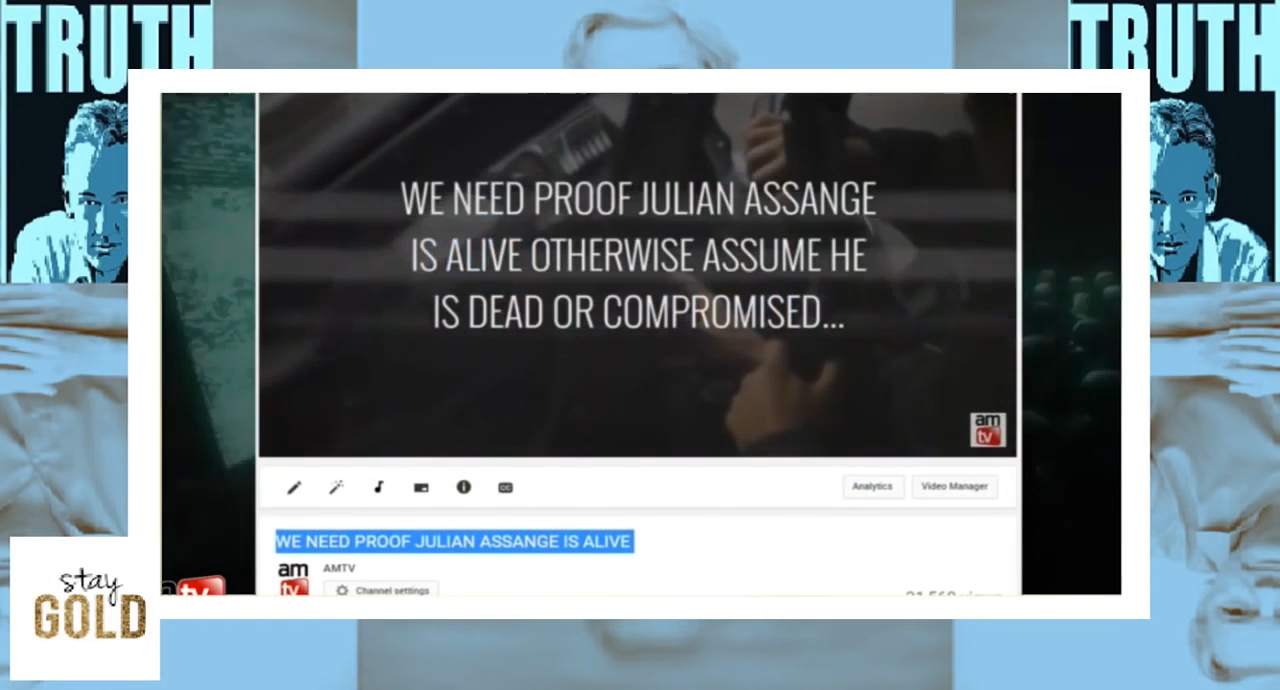 TRUTH
TRUTH
WE NEED PROOF JULIAN ASSANGE
IS ALIVE OTHERWISE ASSUME HE
IS DEAD OR COMPROMISED...
am
tv
Analytics
Video Manager
WE NEED PROOF JULIAN ASSANGE IS ALIVE
am
tv
AMTV
Channel settings
tv
stay
GOLD